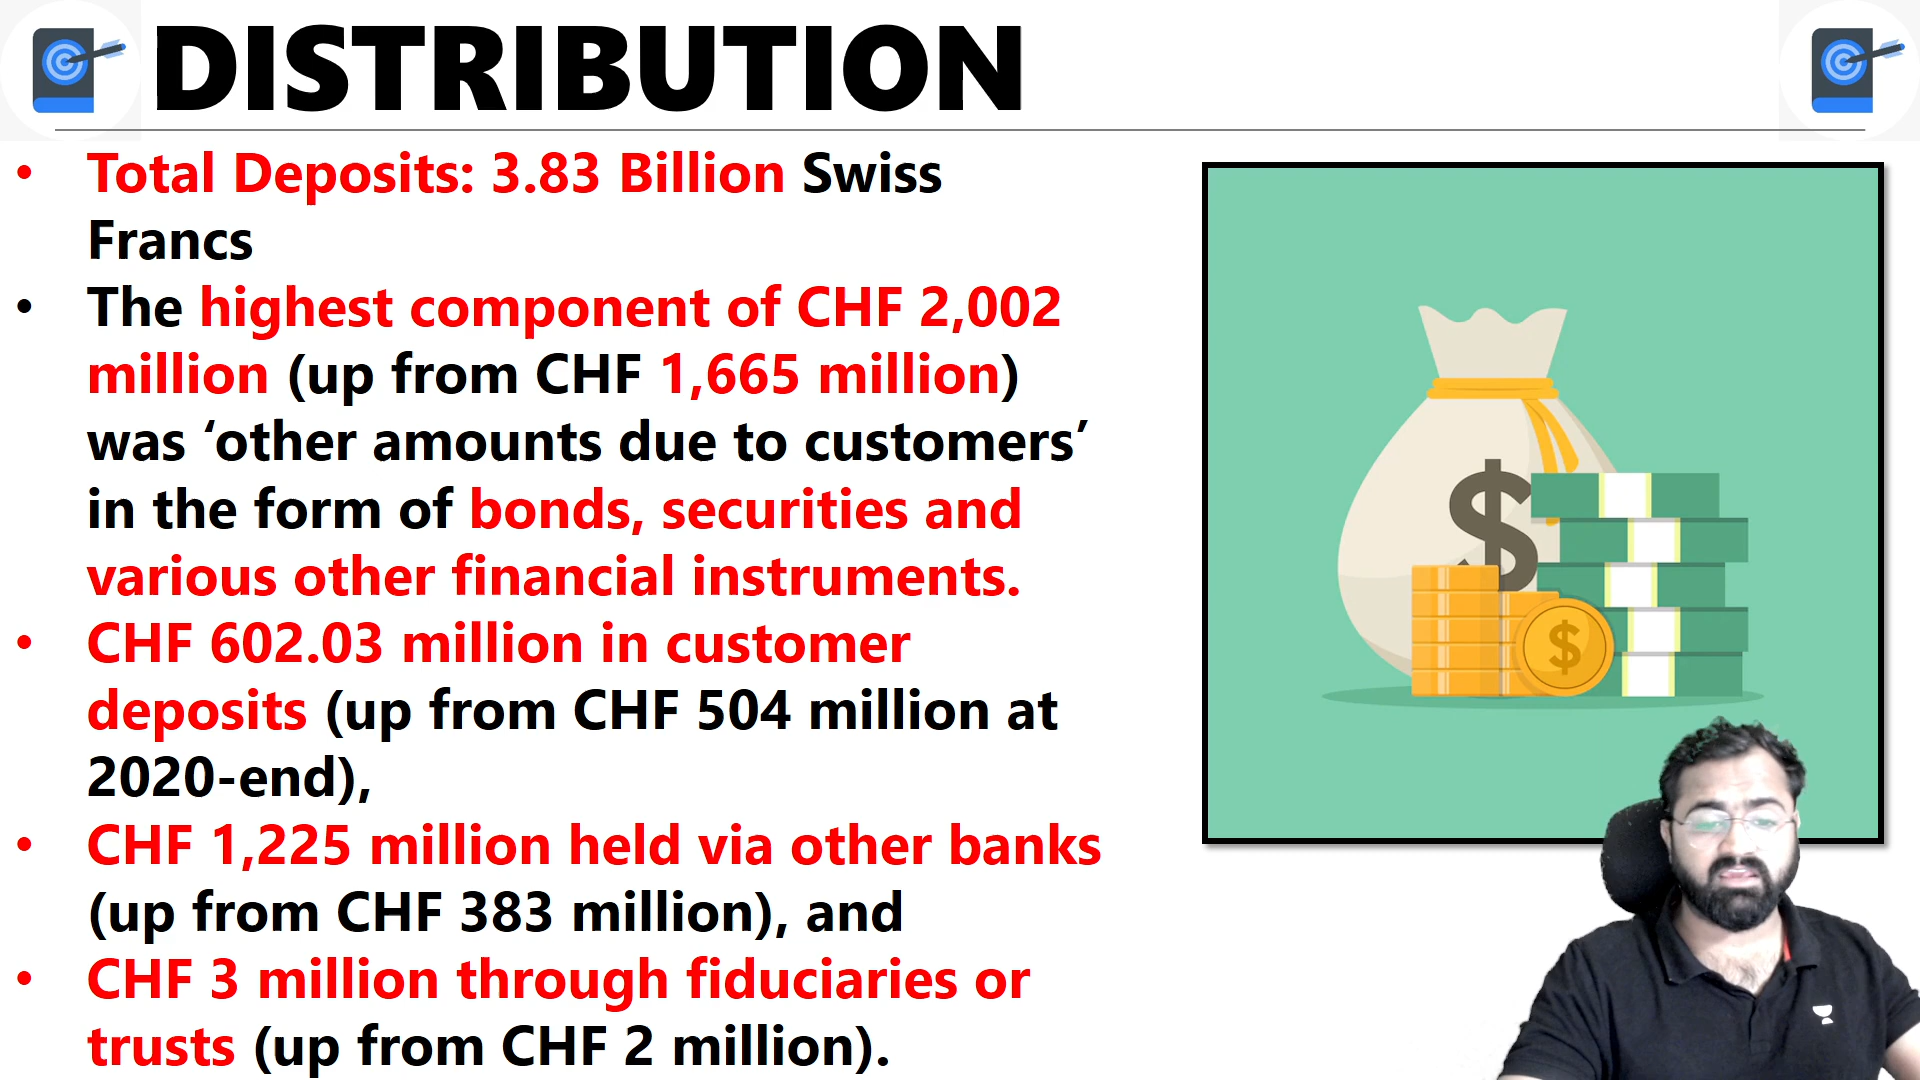 DISTRIBUTION
• Total Deposits: 3.83 Billion Swiss
Francs
• The highest component of CHF 2,002
million (up from CHF 1,665 million)
was ‘other amounts due to customers’
in the form of bonds, securities and
various other financial instruments.
• CHF 602.03 million in customer
deposits (up from CHF 504 million at
2020-end),
• CHF 1,225 million held via other banks
(up from CHF 383 million), and
• CHF 3 million through fiduciaries or
trusts (up from CHF 2 million).
$
$